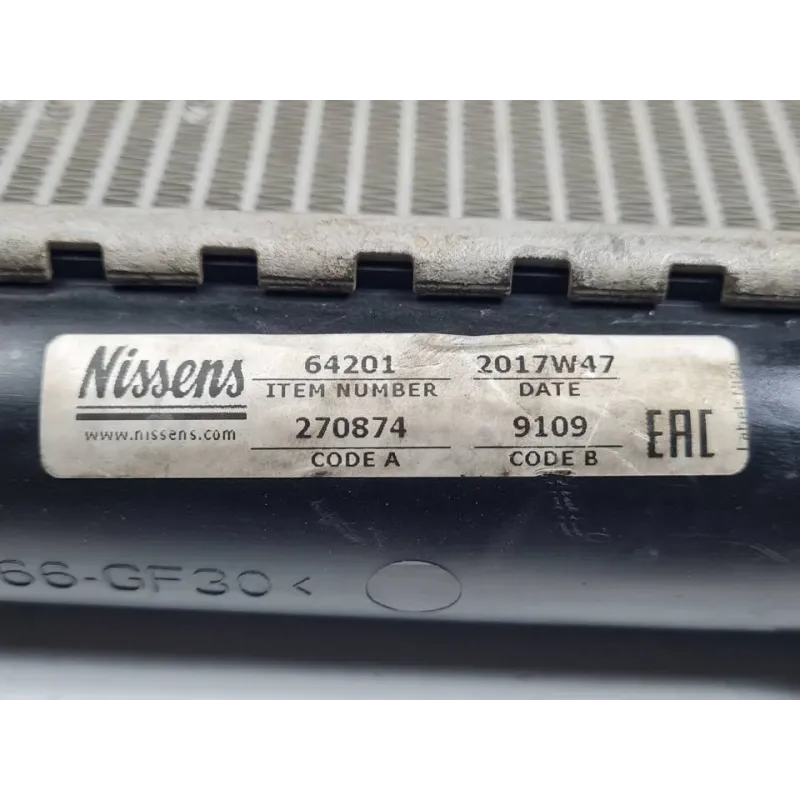 Nissens 64201 2017W47
ITEM NUMBER DATE
www.nissens.com 270874 9109 EAC
CODE A CODE B
66-GF30<